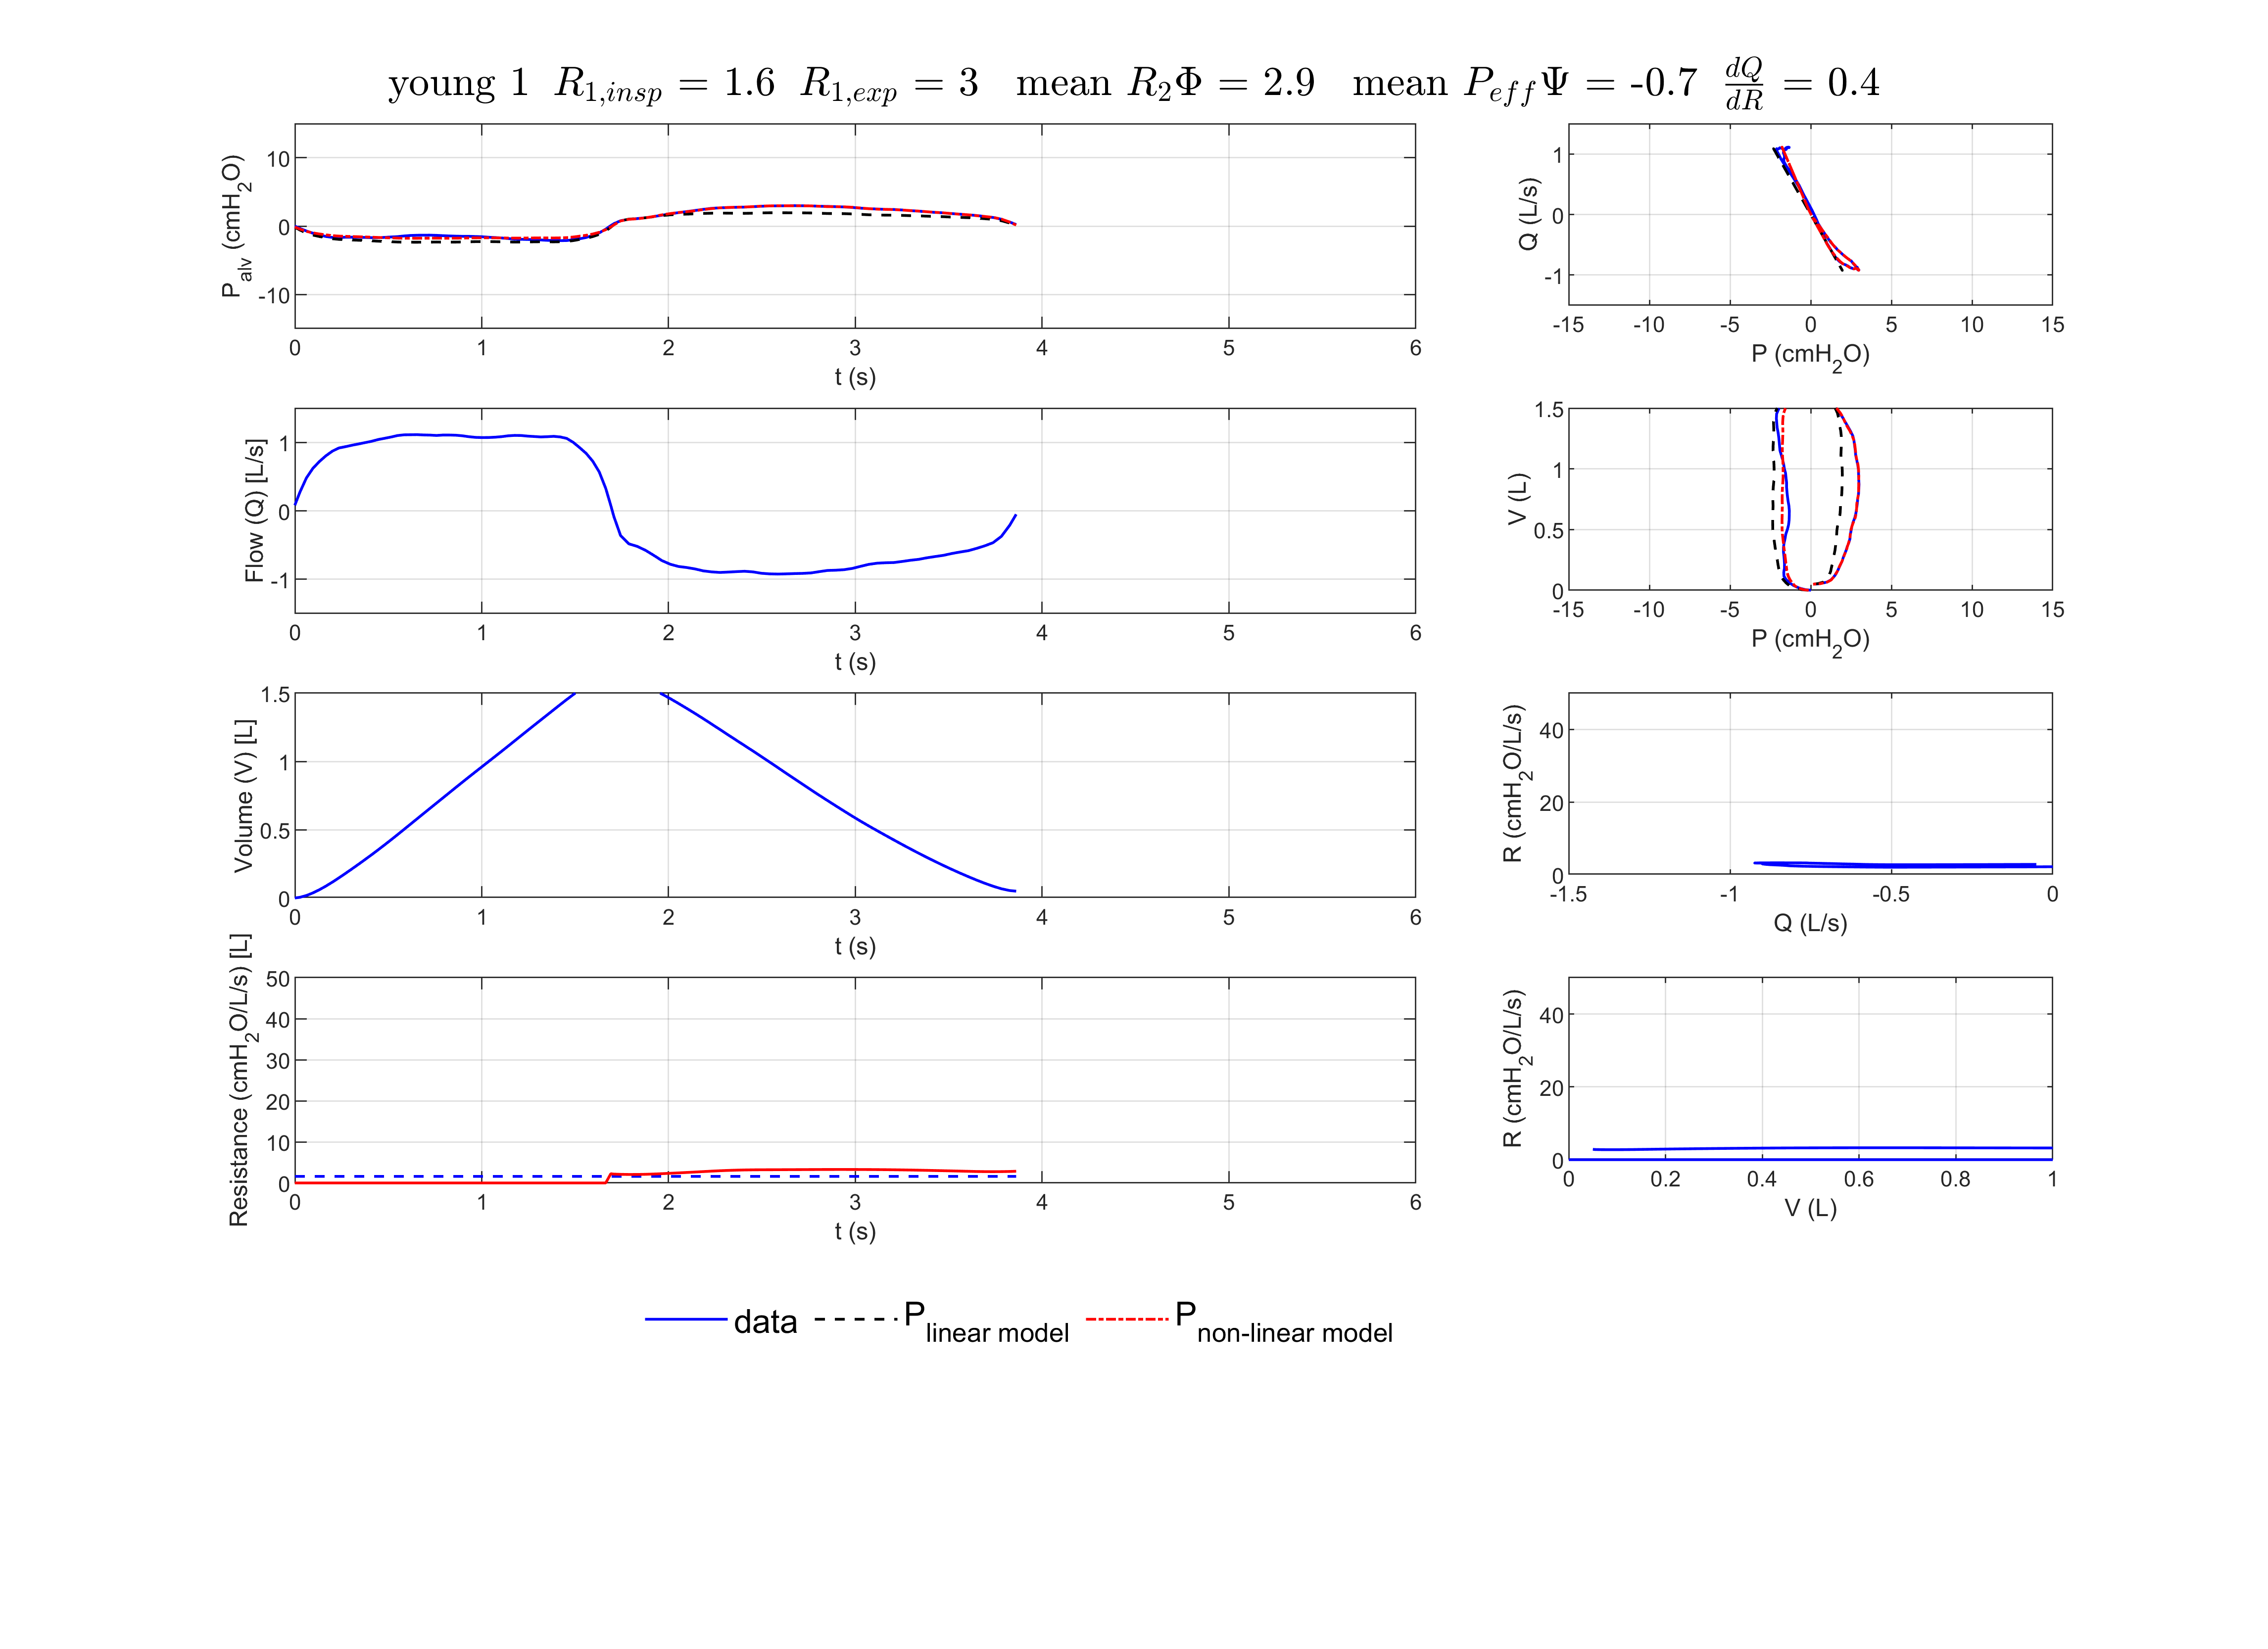 young 1 R1,insp = 1.6 R1,exp = 3 mean R2Φ = 2.9 mean PeffΨ = -0.7 dQ/dR = 0.4
Palv (cmH2O)
10
0
-10
0 1 2 3 4 5 6
t (s)
Q (L/s)
1
0
-1
-15 -10 -5 0 5 10 15
P (cmH2O)
Flow (Q) [L/s]
1
0
-1
0 1 2 3 4 5 6
t (s)
V (L)
1.5
1
0.5
0
-15 -10 -5 0 5 10 15
P (cmH2O)
Volume (V) [L]
1.5
1
0.5
0
0 1 2 3 4 5 6
t (s)
R (cmH2O/L/s)
40
20
0
-1.5 -1 -0.5 0
Q (L/s)
Resistance (cmH2O/L/s) [L]
50
40
30
20
10
0
0 1 2 3 4 5 6
t (s)
R (cmH2O/L/s)
40
20
0
0 0.2 0.4 0.6 0.8 1
V (L)
data Plinear model Pnon-linear model